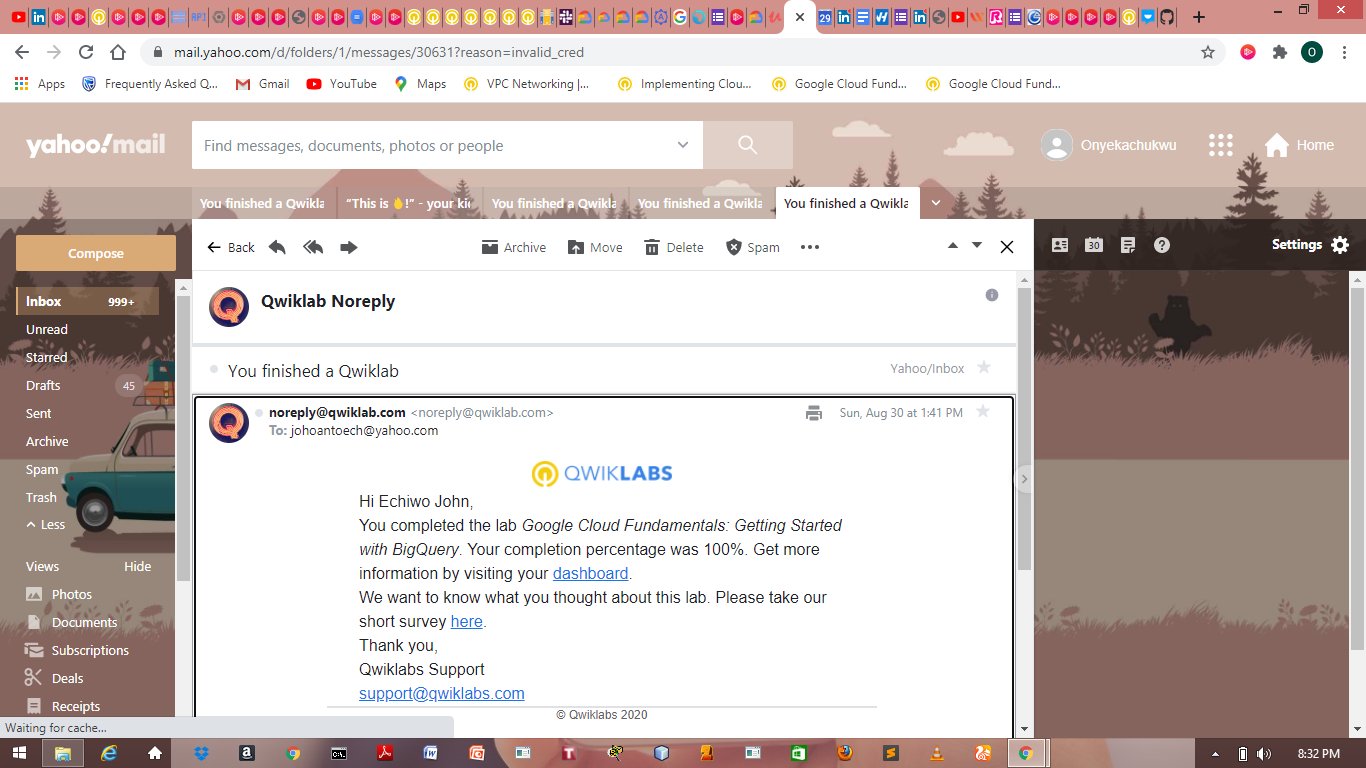 mail.yahoo.com/d/folders/1/messages/30631?reason=invalid_cred
Apps
Frequently Asked Q...
Gmail
YouTube
Maps
VPC Networking |...
Implementing Clou...
Google Cloud Fund...
Google Cloud Fund...
yahoo!mail
Find messages, documents, photos or people
Onyekachukwu
Home
You finished a Qwikla
"This is 👌!" - your kid
You finished a Qwikla
You finished a Qwikla
You finished a Qwikla
Compose
Back
Archive
Move
Delete
Spam
30
Settings
Inbox 999+
Unread
Starred
Drafts 45
Sent
Archive
Spam
Trash
Less
Views Hide
Photos
Documents
Subscriptions
Deals
Receipts
Qwiklab Noreply
You finished a Qwiklab
Yahoo/Inbox
noreply@qwiklab.com <noreply@qwiklab.com>
Sun, Aug 30 at 1:41 PM
To: johoantoech@yahoo.com
QWIKLABS
Hi Echiwo John,
You completed the lab Google Cloud Fundamentals: Getting Started
with BigQuery. Your completion percentage was 100%. Get more
information by visiting your dashboard.
We want to know what you thought about this lab. Please take our
short survey here.
Thank you,
Qwiklabs Support
support@qwiklabs.com
© Qwiklabs 2020
Waiting for cache...
8:32 PM